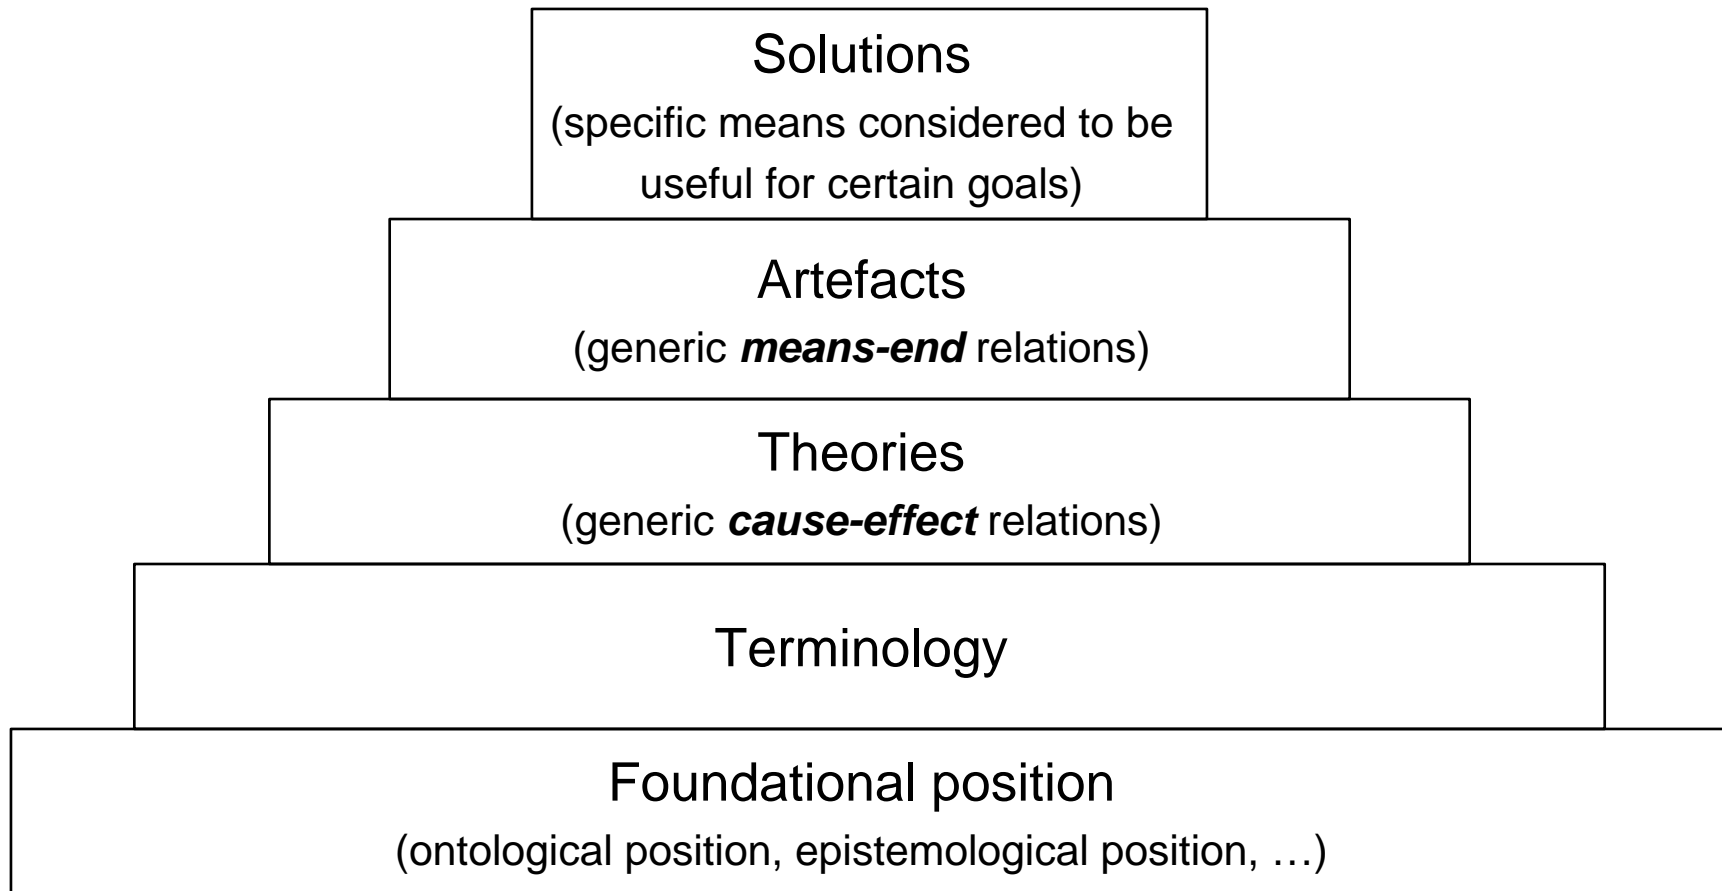 Solutions
(specific means considered to be
useful for certain goals)
Artefacts
(generic means-end relations)
Theories
(generic cause-effect relations)
Terminology
Foundational position
(ontological position, epistemological position, …)